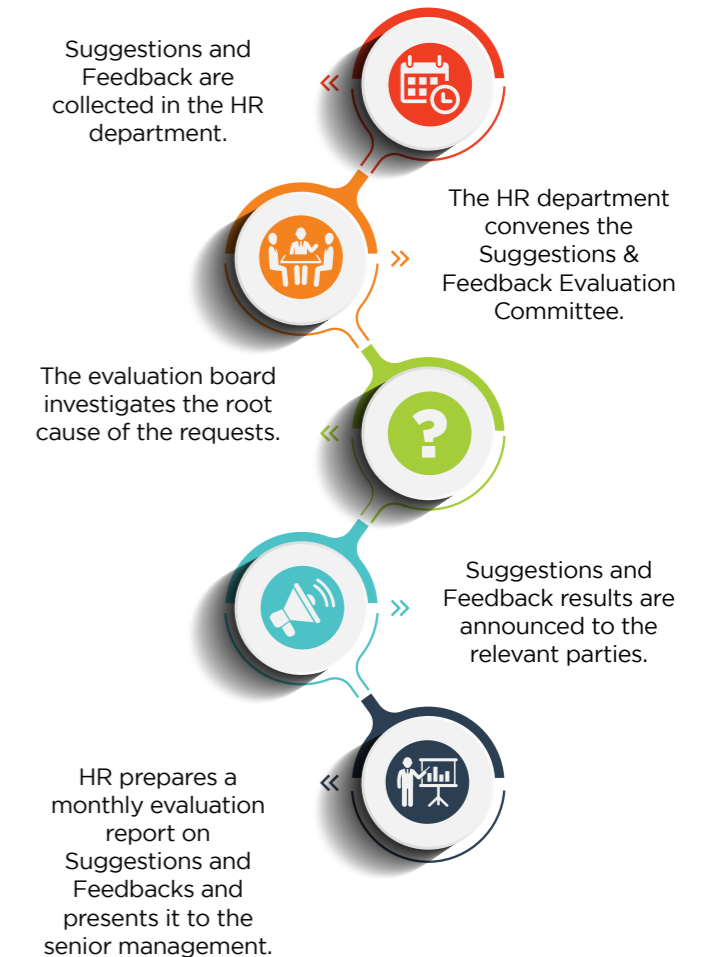 Suggestions and
Feedback are
collected in the HR
department.
The HR department
convenes the
Suggestions &
Feedback Evaluation
Committee.
The evaluation board
investigates the root
cause of the requests.
?
Suggestions and
Feedback results are
announced to the
relevant parties.
HR prepares a
monthly evaluation
report on
Suggestions and
Feedbacks and
presents it to the
senior management.